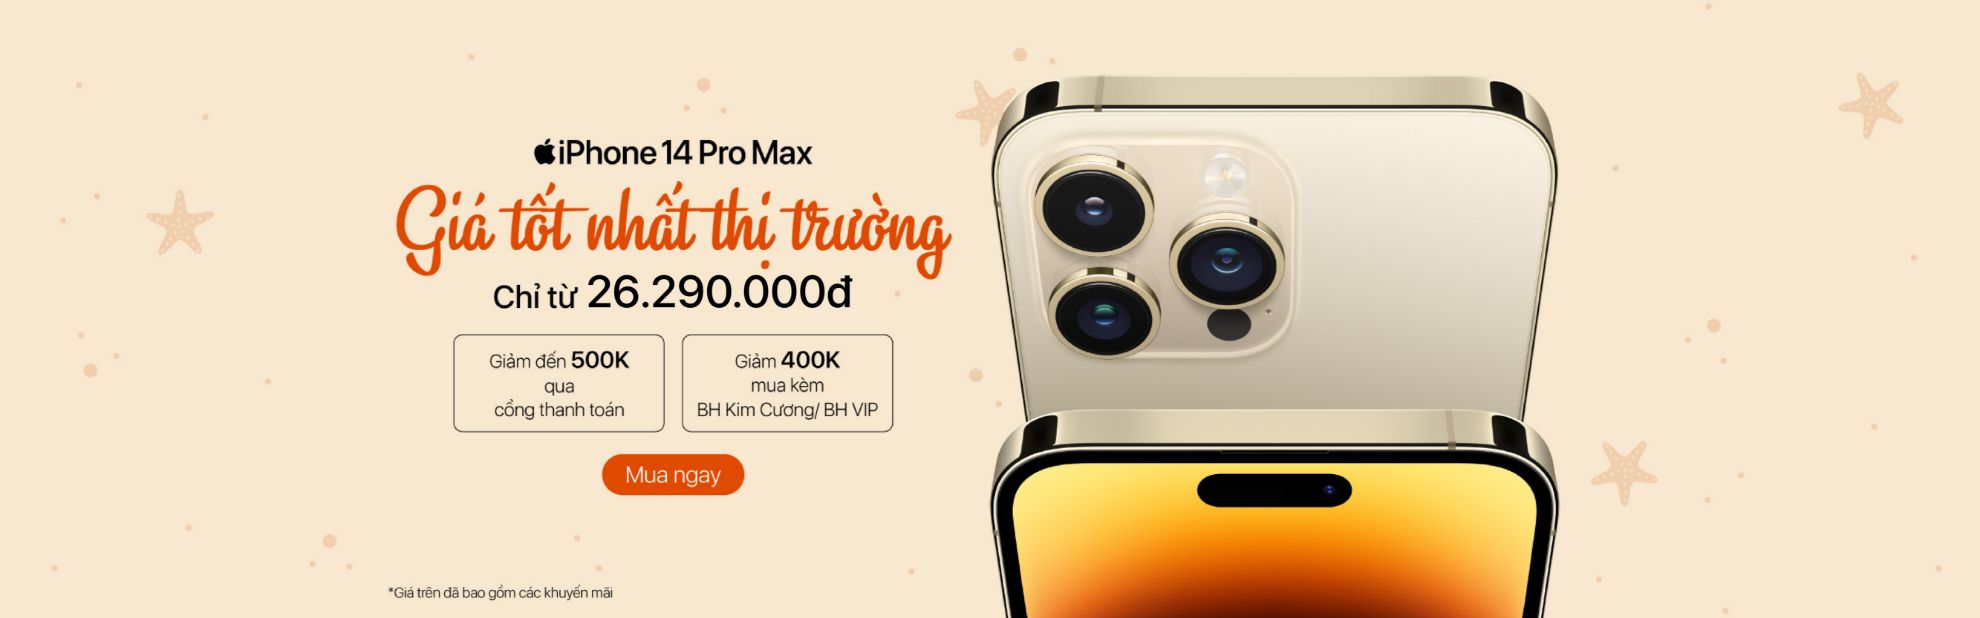 iPhone 14 Pro Max
Giá tốt nhất thị trường
Chỉ từ 26.290.000đ
Giảm đến 500K
qua
cổng thanh toán
Giảm 400K
mua kèm
BH Kim Cương/ BH VIP
Mua ngay
*Giá trên đã bao gồm các khuyến mãi